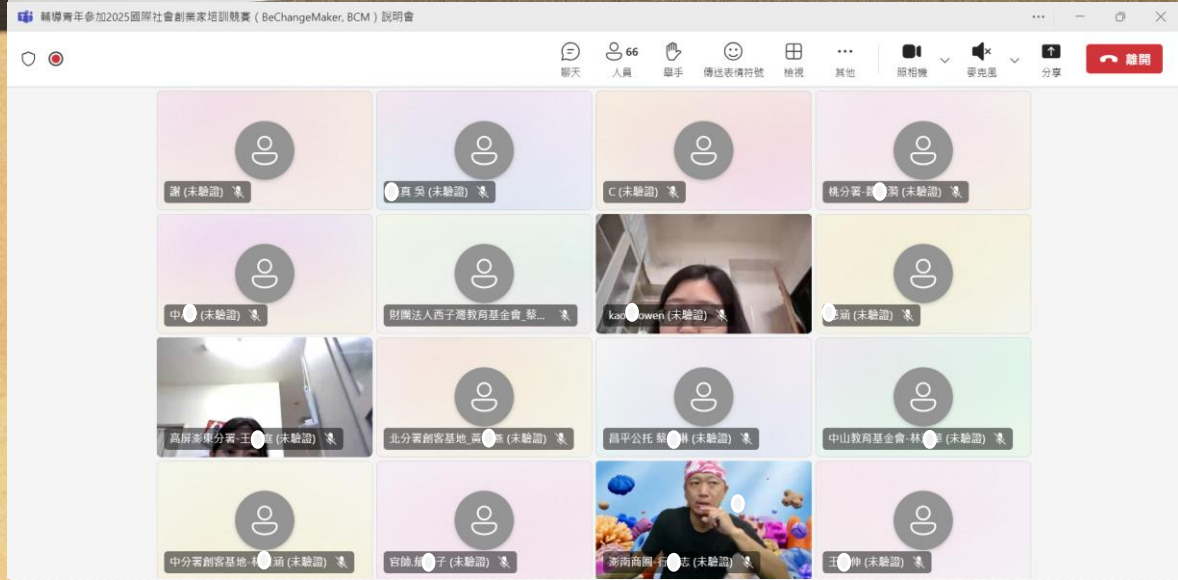 輔導青年參加2025國際社會創業家培訓競賽（BeChangeMaker, BCM）說明會
66
聊天 人員 舉手 傳送表情符號 檢視 其他 照相機 麥克風 分享 離開
謝 (未驗證)
真 吳 (未驗證)
C (未驗證)
桃分署- (未驗證)
中 (未驗證)
財團法人西子灣教育基金會_蔡...
kao owen (未驗證)
涵 (未驗證)
高屏澎東分署-王 庭 (未驗證)
北分署創客基地_ (未驗證)
昌平公托 蔡 (未驗證)
中山教育基金會-林 (未驗證)
中分署創客基地- 涵 (未驗證)
官帥. 子 (未驗證)
澎南商圈-行 志 (未驗證)
王 伸 (未驗證)